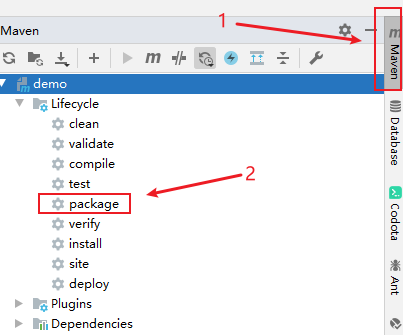 1
Maven
demo
Lifecycle
clean
validate
compile
test
package
2
verify
install
site
deploy
Plugins
Dependencies
m
Maven
Database
Codota
Ant